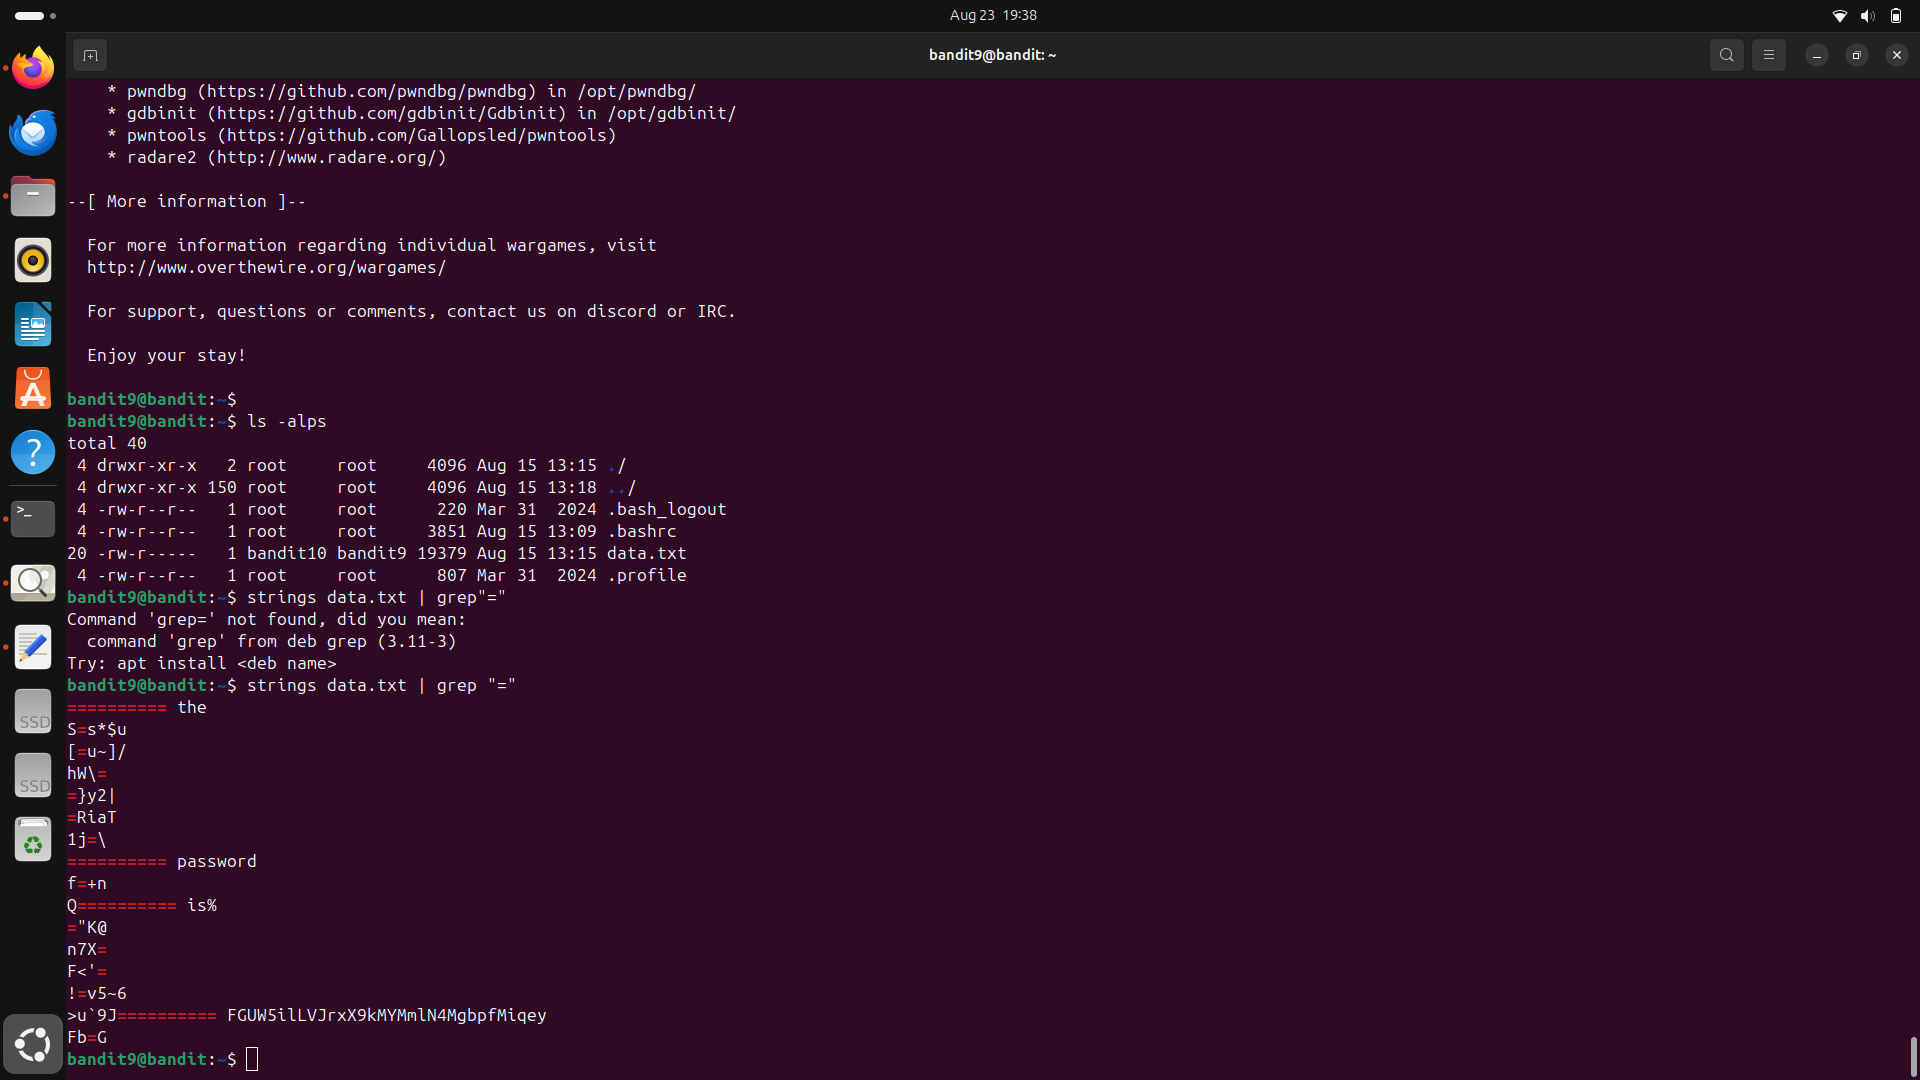 Aug 23 19:38
bandit9@bandit: ~
* pwndbg (https://github.com/pwndbg/pwndbg) in /opt/pwndbg/
* gdbinit (https://github.com/gdbinit/Gdbinit) in /opt/gdbinit/
* pwntools (https://github.com/Gallopsled/pwntools)
* radare2 (http://www.radare.org/)
--[ More information ]--
For more information regarding individual wargames, visit
http://www.overthewire.org/wargames/
For support, questions or comments, contact us on discord or IRC.
Enjoy your stay!
bandit9@bandit:~$
bandit9@bandit:~$ ls -alps
total 40
4 drwxr-xr-x   2 root     root     4096 Aug 15 13:15 ./
4 drwxr-xr-x 150 root     root     4096 Aug 15 13:18 ../
4 -rw-r--r--   1 root     root      220 Mar 31  2024 .bash_logout
4 -rw-r--r--   1 root     root     3851 Aug 15 13:09 .bashrc
20 -rw-r-----   1 bandit10 bandit9 19379 Aug 15 13:15 data.txt
4 -rw-r--r--   1 root     root      807 Mar 31  2024 .profile
bandit9@bandit:~$ strings data.txt | grep"="
Command 'grep=' not found, did you mean:
command 'grep' from deb grep (3.11-3)
Try: apt install <deb name>
bandit9@bandit:~$ strings data.txt | grep "="
========== the
S=s*$u
[=u~]/
hW\=
=}y2|
=RiaT
1j=\
========== password
f=+n
Q========== is%
="K@
n7X=
F<'=
!=v5~6
>u`9J========== FGUW5ilLVJrxX9kMYMmlN4MgbpfMiqey
Fb=G
bandit9@bandit:~$
SSD
SSD